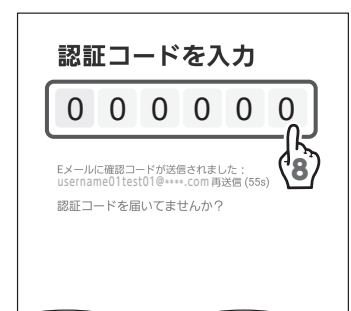 認証コードを入力
0 0 0 0 0 0
8
Eメールに確認コードが送信されました：
username01test01@****.com 再送信 (55s)
認証コードを届いてませんか？